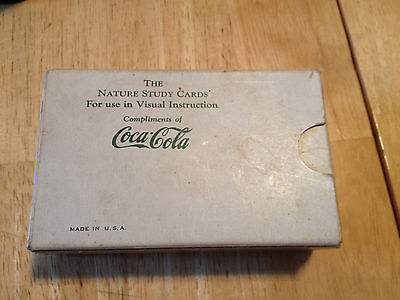 THE
NATURE STUDY CARDS
For use in Visual Instruction
Compliments of
Coca-Cola
MADE IN U.S.A.